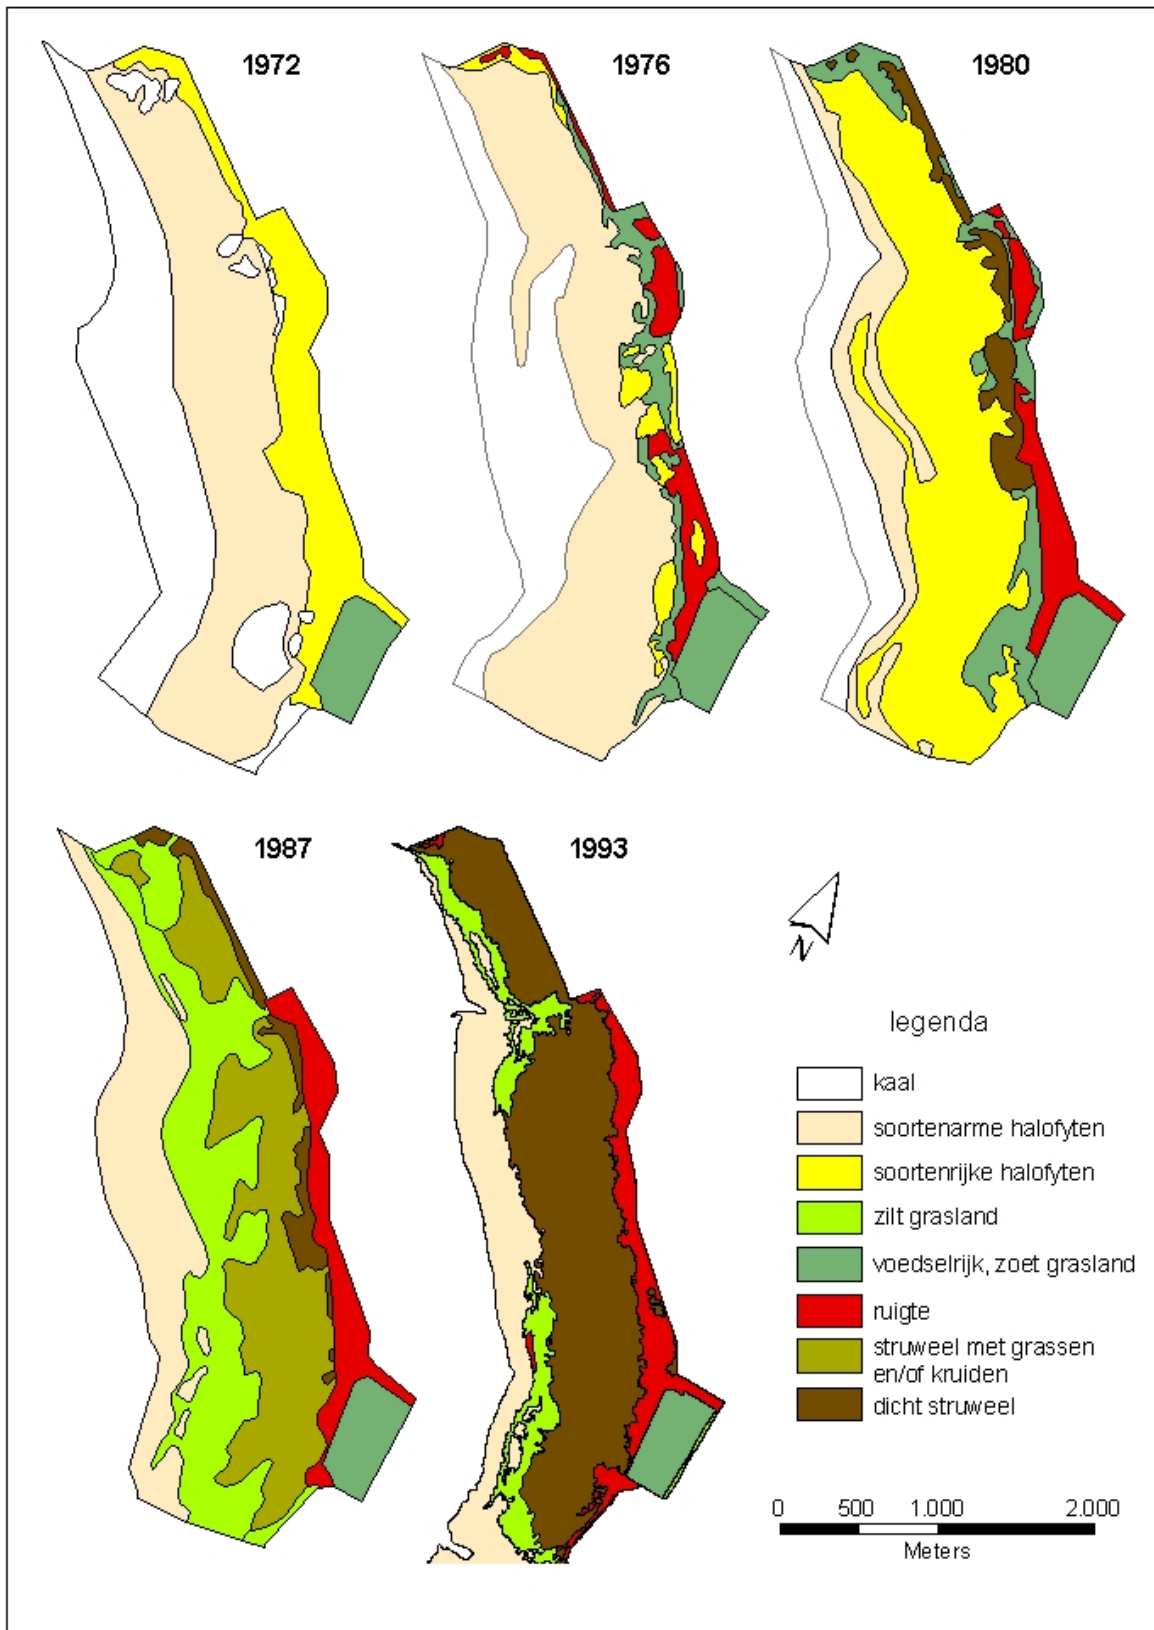 1972
1976
1980
1987
1993
N
legenda
kaal
soortenarme halofyten
soortenrijke halofyten
zilt grasland
voedselrijk, zoet grasland
ruigte
struweel met grassen
en/of kruiden
dicht struweel
0 500 1.000 2.000
Meters